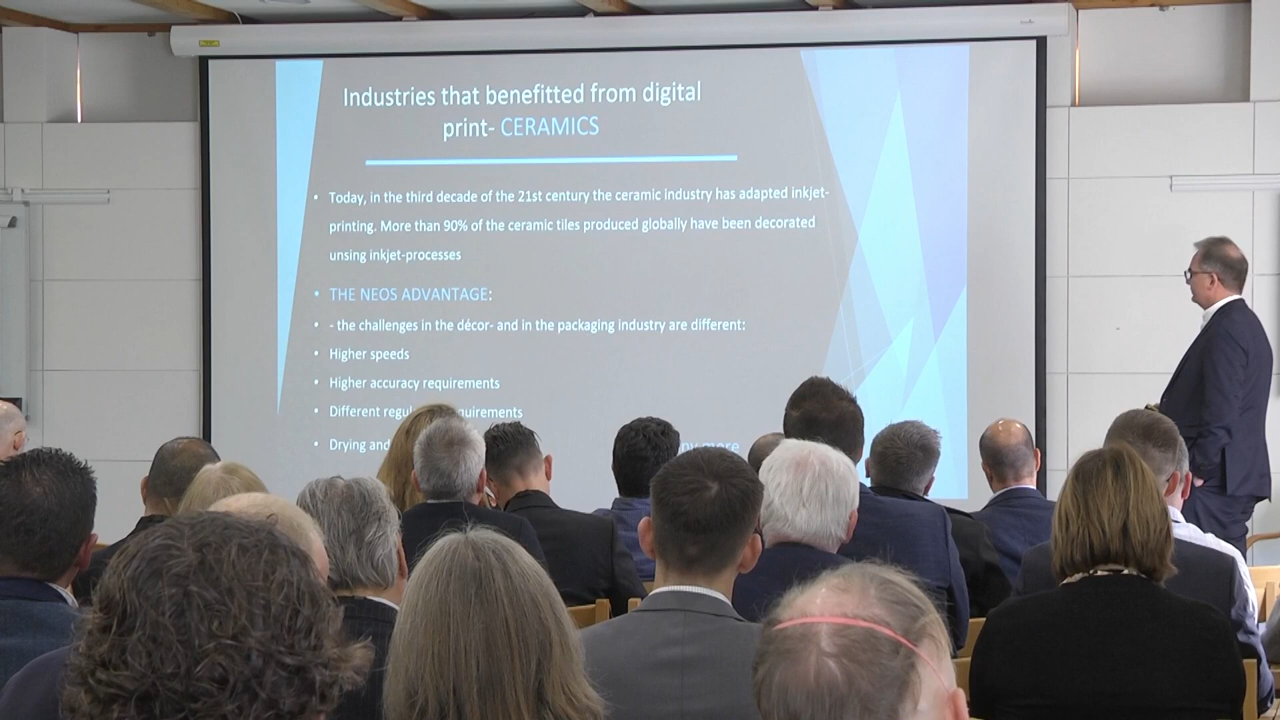 Industries that benefitted from digital
print- CERAMICS
• Today, in the third decade of the 21st century the ceramic industry has adapted inkjet-
printing. More than 90% of the ceramic tiles produced globally have been decorated
unsing inkjet-processes
• THE NEOS ADVANTAGE:
• - the challenges in the décor- and in the packaging industry are different:
• Higher speeds
• Higher accuracy requirements
• Different
• Drying and more